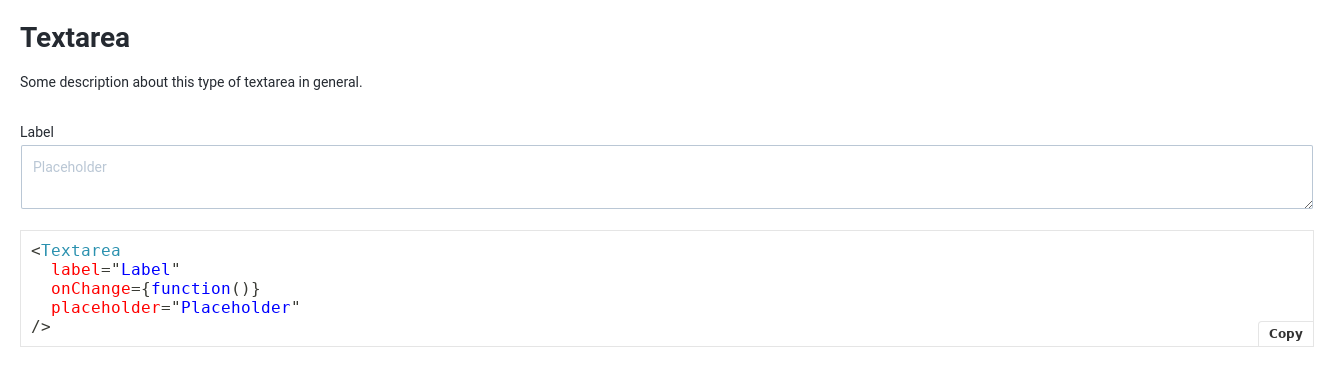 Textarea
Some description about this type of textarea in general.
Label
Placeholder
<Textarea
  label="Label"
  onChange={function()}
  placeholder="Placeholder"
/>
Copy